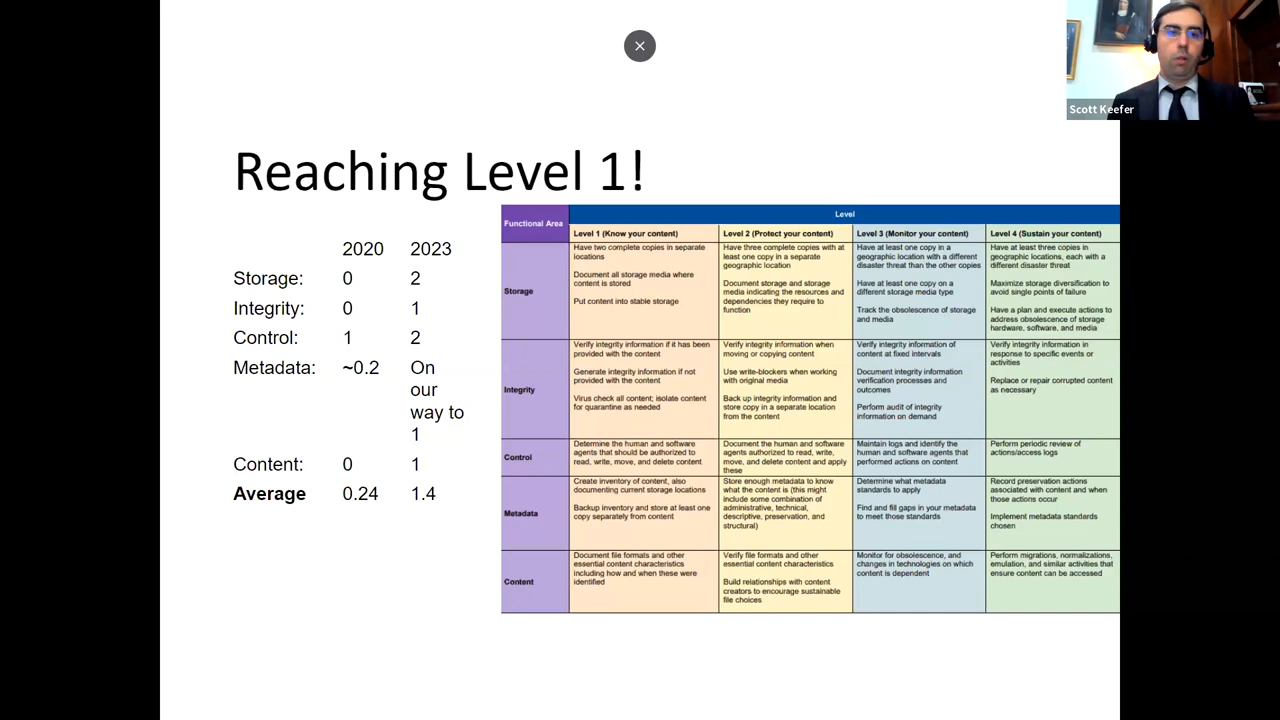 Scott Keefer
Reaching Level 1!
2020 2023
Storage: 0 2
Integrity: 0 1
Control: 1 2
Metadata: ~0.2 On
our
way to
1
Content: 0 1
Average 0.24 1.4
Functional Area
Level
Level 1 (Know your content)
Level 2 (Protect your content)
Level 3 (Monitor your content)
Level 4 (Sustain your content)
Storage
Have two complete copies in separate
locations
Document all storage media where
content is stored
Put content into stable storage
Have three complete copies with at
least one copy in a separate
geographic location
Document storage and storage
media indicating the resources and
dependencies they require to
function
Have at least one copy in a
geographic location with a different
disaster threat than the other copies
Have at least one copy on a
different storage media type
Track the obsolescence of storage
and media
Have at least three copies in
geographic locations, each with a
different disaster threat
Maximize storage diversification to
avoid single points of failure
Have a plan and execute actions to
address obsolescence of storage
hardware, software, and media
Integrity
Verify integrity information if it has been
provided with the content
Generate integrity information if not
provided with the content
Virus check all content; isolate content
for quarantine as needed
Verify integrity information when
moving or copying content
Use write-blockers when working
with original media
Back up integrity information and
store copy in a separate location
from the content
Verify integrity information of
content at fixed intervals
Document integrity information
verification processes and
outcomes
Perform audit of integrity
information on demand
Verify integrity information in
response to specific events or
activities
Replace or repair corrupted content
as necessary
Control
Determine the human and software
agents that should be authorized to
read, write, move, and delete content
Document the human and software
agents authorized to read, write,
move, and delete content and apply
these
Maintain logs and identify the
human and software agents that
performed actions on content
Perform periodic review of
actions/access logs
Metadata
Create inventory of content, also
documenting current storage locations
Backup inventory and store at least one
copy separately from content
Store enough metadata to know
what the content is (this might
include some combination of
administrative, technical,
descriptive, preservation, and
structural)
Determine what metadata
standards to apply
Find and fill gaps in your metadata
to meet those standards
Record preservation actions
associated with content and when
those actions occur
Implement metadata standards
chosen
Content
Document file formats and other
essential content characteristics
including how and when these were
identified
Verify file formats and other
essential content characteristics
Build relationships with content
creators to encourage sustainable
file choices
Monitor for obsolescence, and
changes in technologies on which
content is dependent
Perform migrations, normalizations,
emulation, and similar activities that
ensure content can be accessed